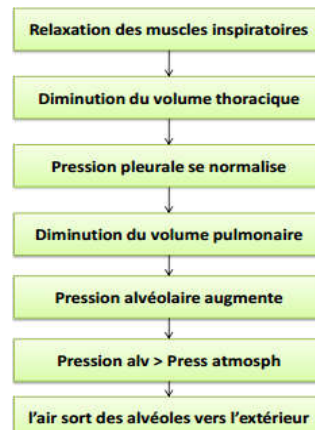 Relaxation des muscles inspiratoires
Diminution du volume thoracique
Pression pleurale se normalise
Diminution du volume pulmonaire
Pression alvéolaire augmente
Pression alv > Press atmosph
l'air sort des alvéoles vers l'extérieur